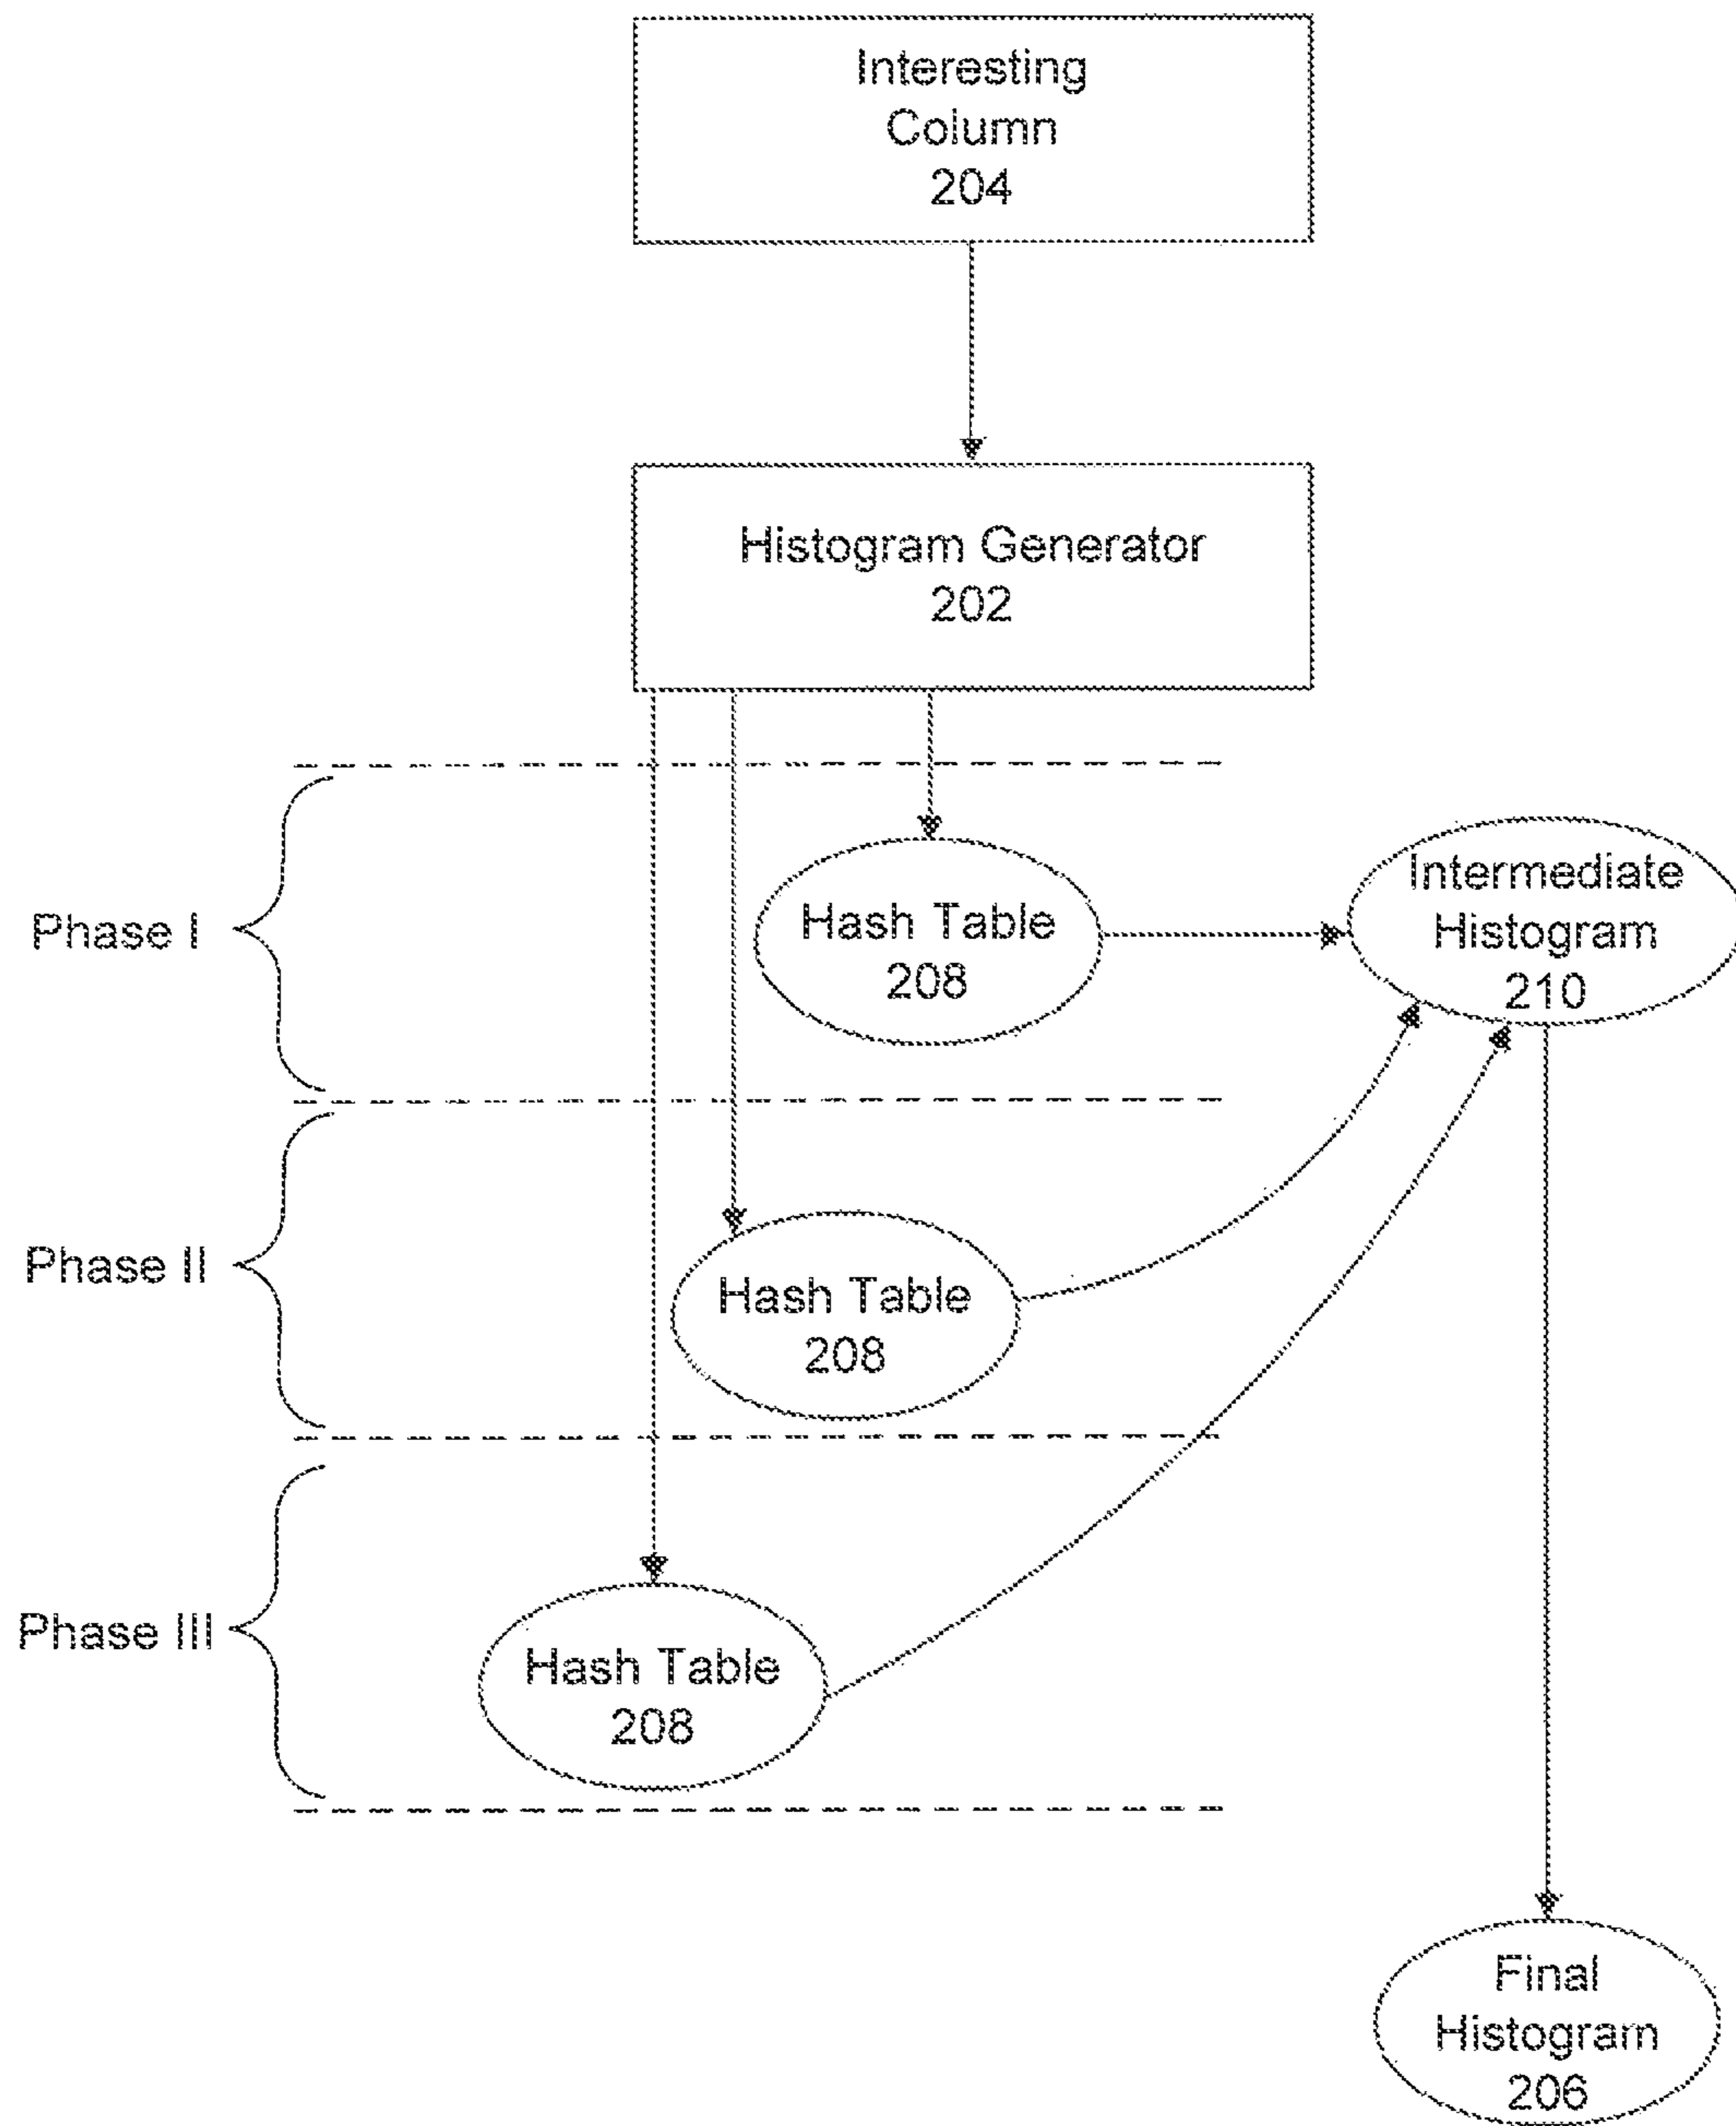 Interesting
Column
204
Histogram Generator
202
Phase I
Hash Table
208
Intermediate
Histogram
210
Phase II
Hash Table
208
Phase III
Hash Table
208
Final
Histogram
206